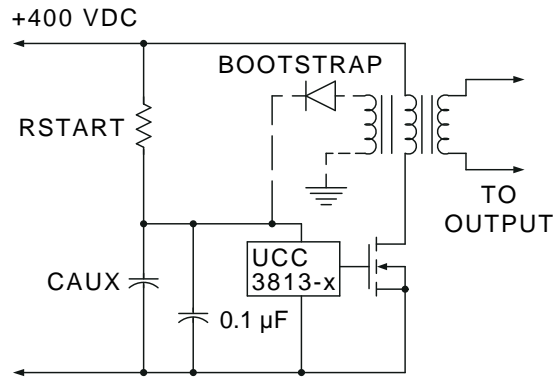 +400 VDC
BOOTSTRAP
RSTART
TO
OUTPUT
UCC
3813-x
CAUX
0.1 µF